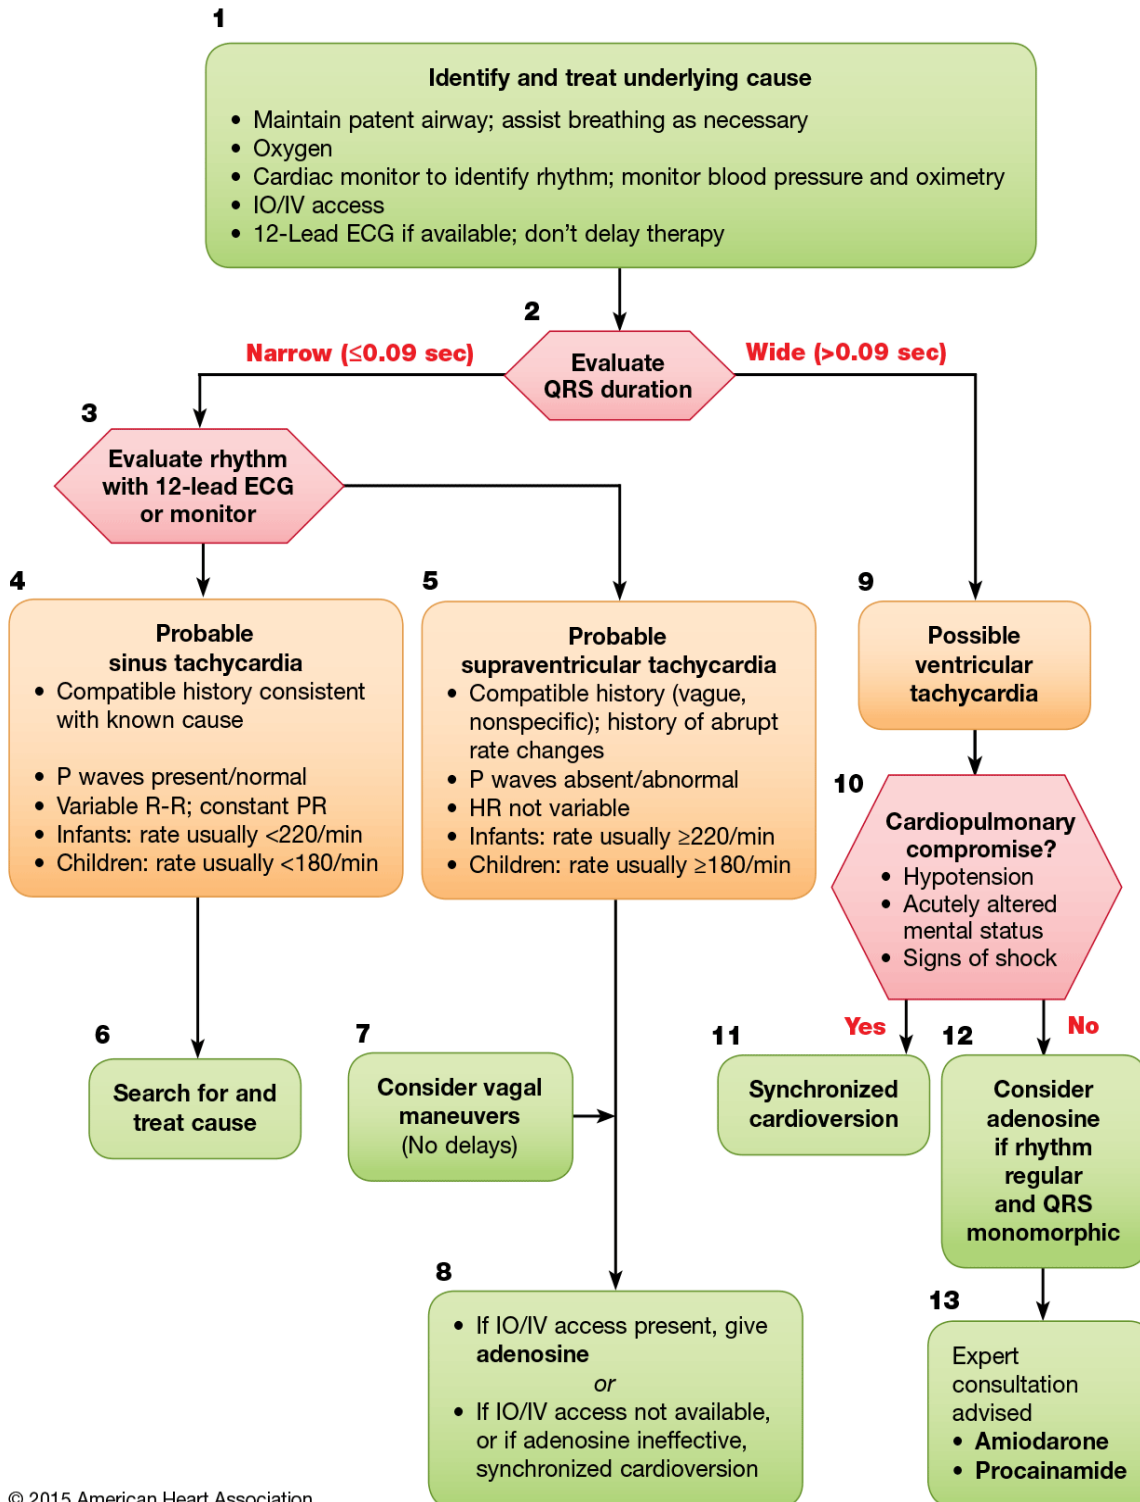 1
Identify and treat underlying cause
• Maintain patent airway; assist breathing as necessary
• Oxygen
• Cardiac monitor to identify rhythm; monitor blood pressure and oximetry
• IO/IV access
• 12-Lead ECG if available; don't delay therapy
2
Narrow (≤0.09 sec)
Wide (>0.09 sec)
Evaluate
QRS duration
3
Evaluate rhythm
with 12-lead ECG
or monitor
4
Probable
sinus tachycardia
• Compatible history consistent
with known cause
• P waves present/normal
• Variable R-R; constant PR
• Infants: rate usually <220/min
• Children: rate usually <180/min
5
Probable
supraventricular tachycardia
• Compatible history (vague,
nonspecific); history of abrupt
rate changes
• P waves absent/abnormal
• HR not variable
• Infants: rate usually ≥220/min
• Children: rate usually ≥180/min
9
Possible
ventricular
tachycardia
10
Cardiopulmonary
compromise?
• Hypotension
• Acutely altered
mental status
• Signs of shock
Yes
No
6
Search for and
treat cause
7
Consider vagal
maneuvers
(No delays)
11
Synchronized
cardioversion
12
Consider
adenosine
if rhythm
regular
and QRS
monomorphic
8
• If IO/IV access present, give
adenosine
or
• If IO/IV access not available,
or if adenosine ineffective,
synchronized cardioversion
13
Expert
consultation
advised
• Amiodarone
• Procainamide
© 2015 American Heart Association